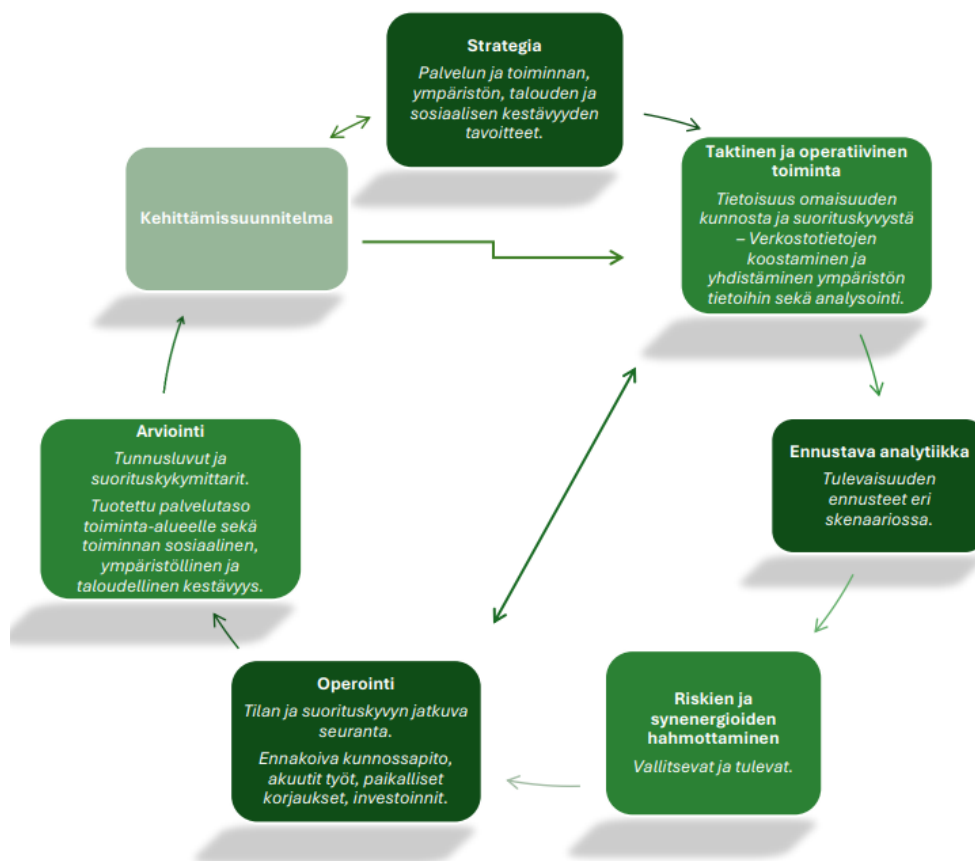 Strategia
Palvelun ja toiminnan,
ympäristön, talouden ja
sosiaalisen kestävyyden
tavoitteet.
Taktinen ja operatiivinen
toiminta
Tietoisuus omaisuuden
kunnosta ja suorituskyvystä
– Verkostotietojen
koostaminen ja
yhdistäminen ympäristön
tietoihin sekä analysointi.
Ennustava analytiikka
Tulevaisuuden
ennusteet eri
skenaariossa.
Riskien ja
synenergioiden
hahmottaminen
Vallitsevat ja tulevat.
Operointi
Tilan ja suorituskyvyn jatkuva
seuranta.
Ennakoiva kunnossapito,
akuutit työt, paikalliset
korjaukset, investoinnit.
Arviointi
Tunnusluvut ja
suorituskykymittarit.
Tuotettu palvelutaso
toiminta-alueelle sekä
toiminnan sosiaalinen,
ympäristöllinen ja
taloudellinen kestävyys.
Kehittämissuunnitelma